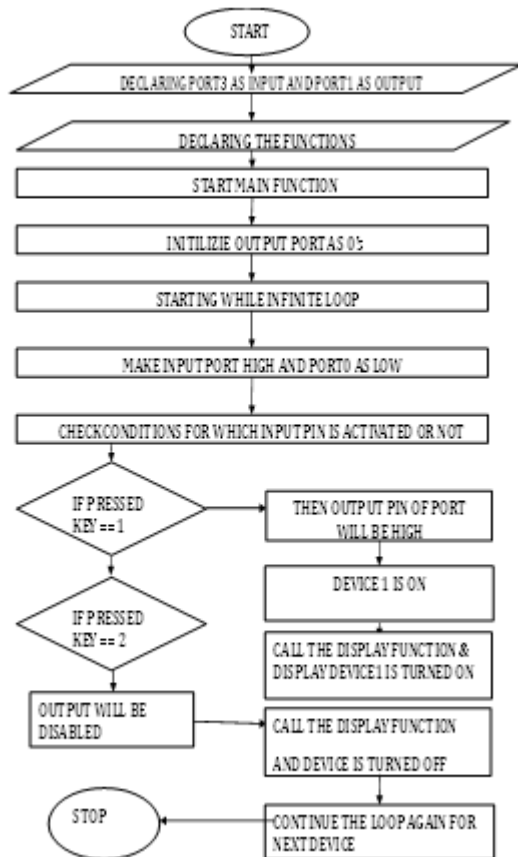 START
DECLARING PORT3 AS INPUT AND PORT1 AS OUTPUT
DECLARING THE FUNCTIONS
START MAIN FUNCTION
INITILIZIE OUTPUT PORT AS 0's
STARTING WHILE INFINITE LOOP
MAKE INPUT PORT HIGH AND PORT0 AS LOW
CHECK CONDITIONS FOR WHICH INPUT PIN IS ACTIVATED OR NOT
IF PRESSED
KEY == 1
THEN OUTPUT PIN OF PORT
WILL BE HIGH
DEVICE 1 IS ON
IF PRESSED
KEY == 2
CALL THE DISPLAY FUNCTION &
DISPLAY DEVICE1 IS TURNED ON
OUTPUT WILL BE
DISABLED
CALL THE DISPLAY FUNCTION
AND DEVICE IS TURNED OFF
STOP
CONTINUE THE LOOP AGAIN FOR
NEXT DEVICE